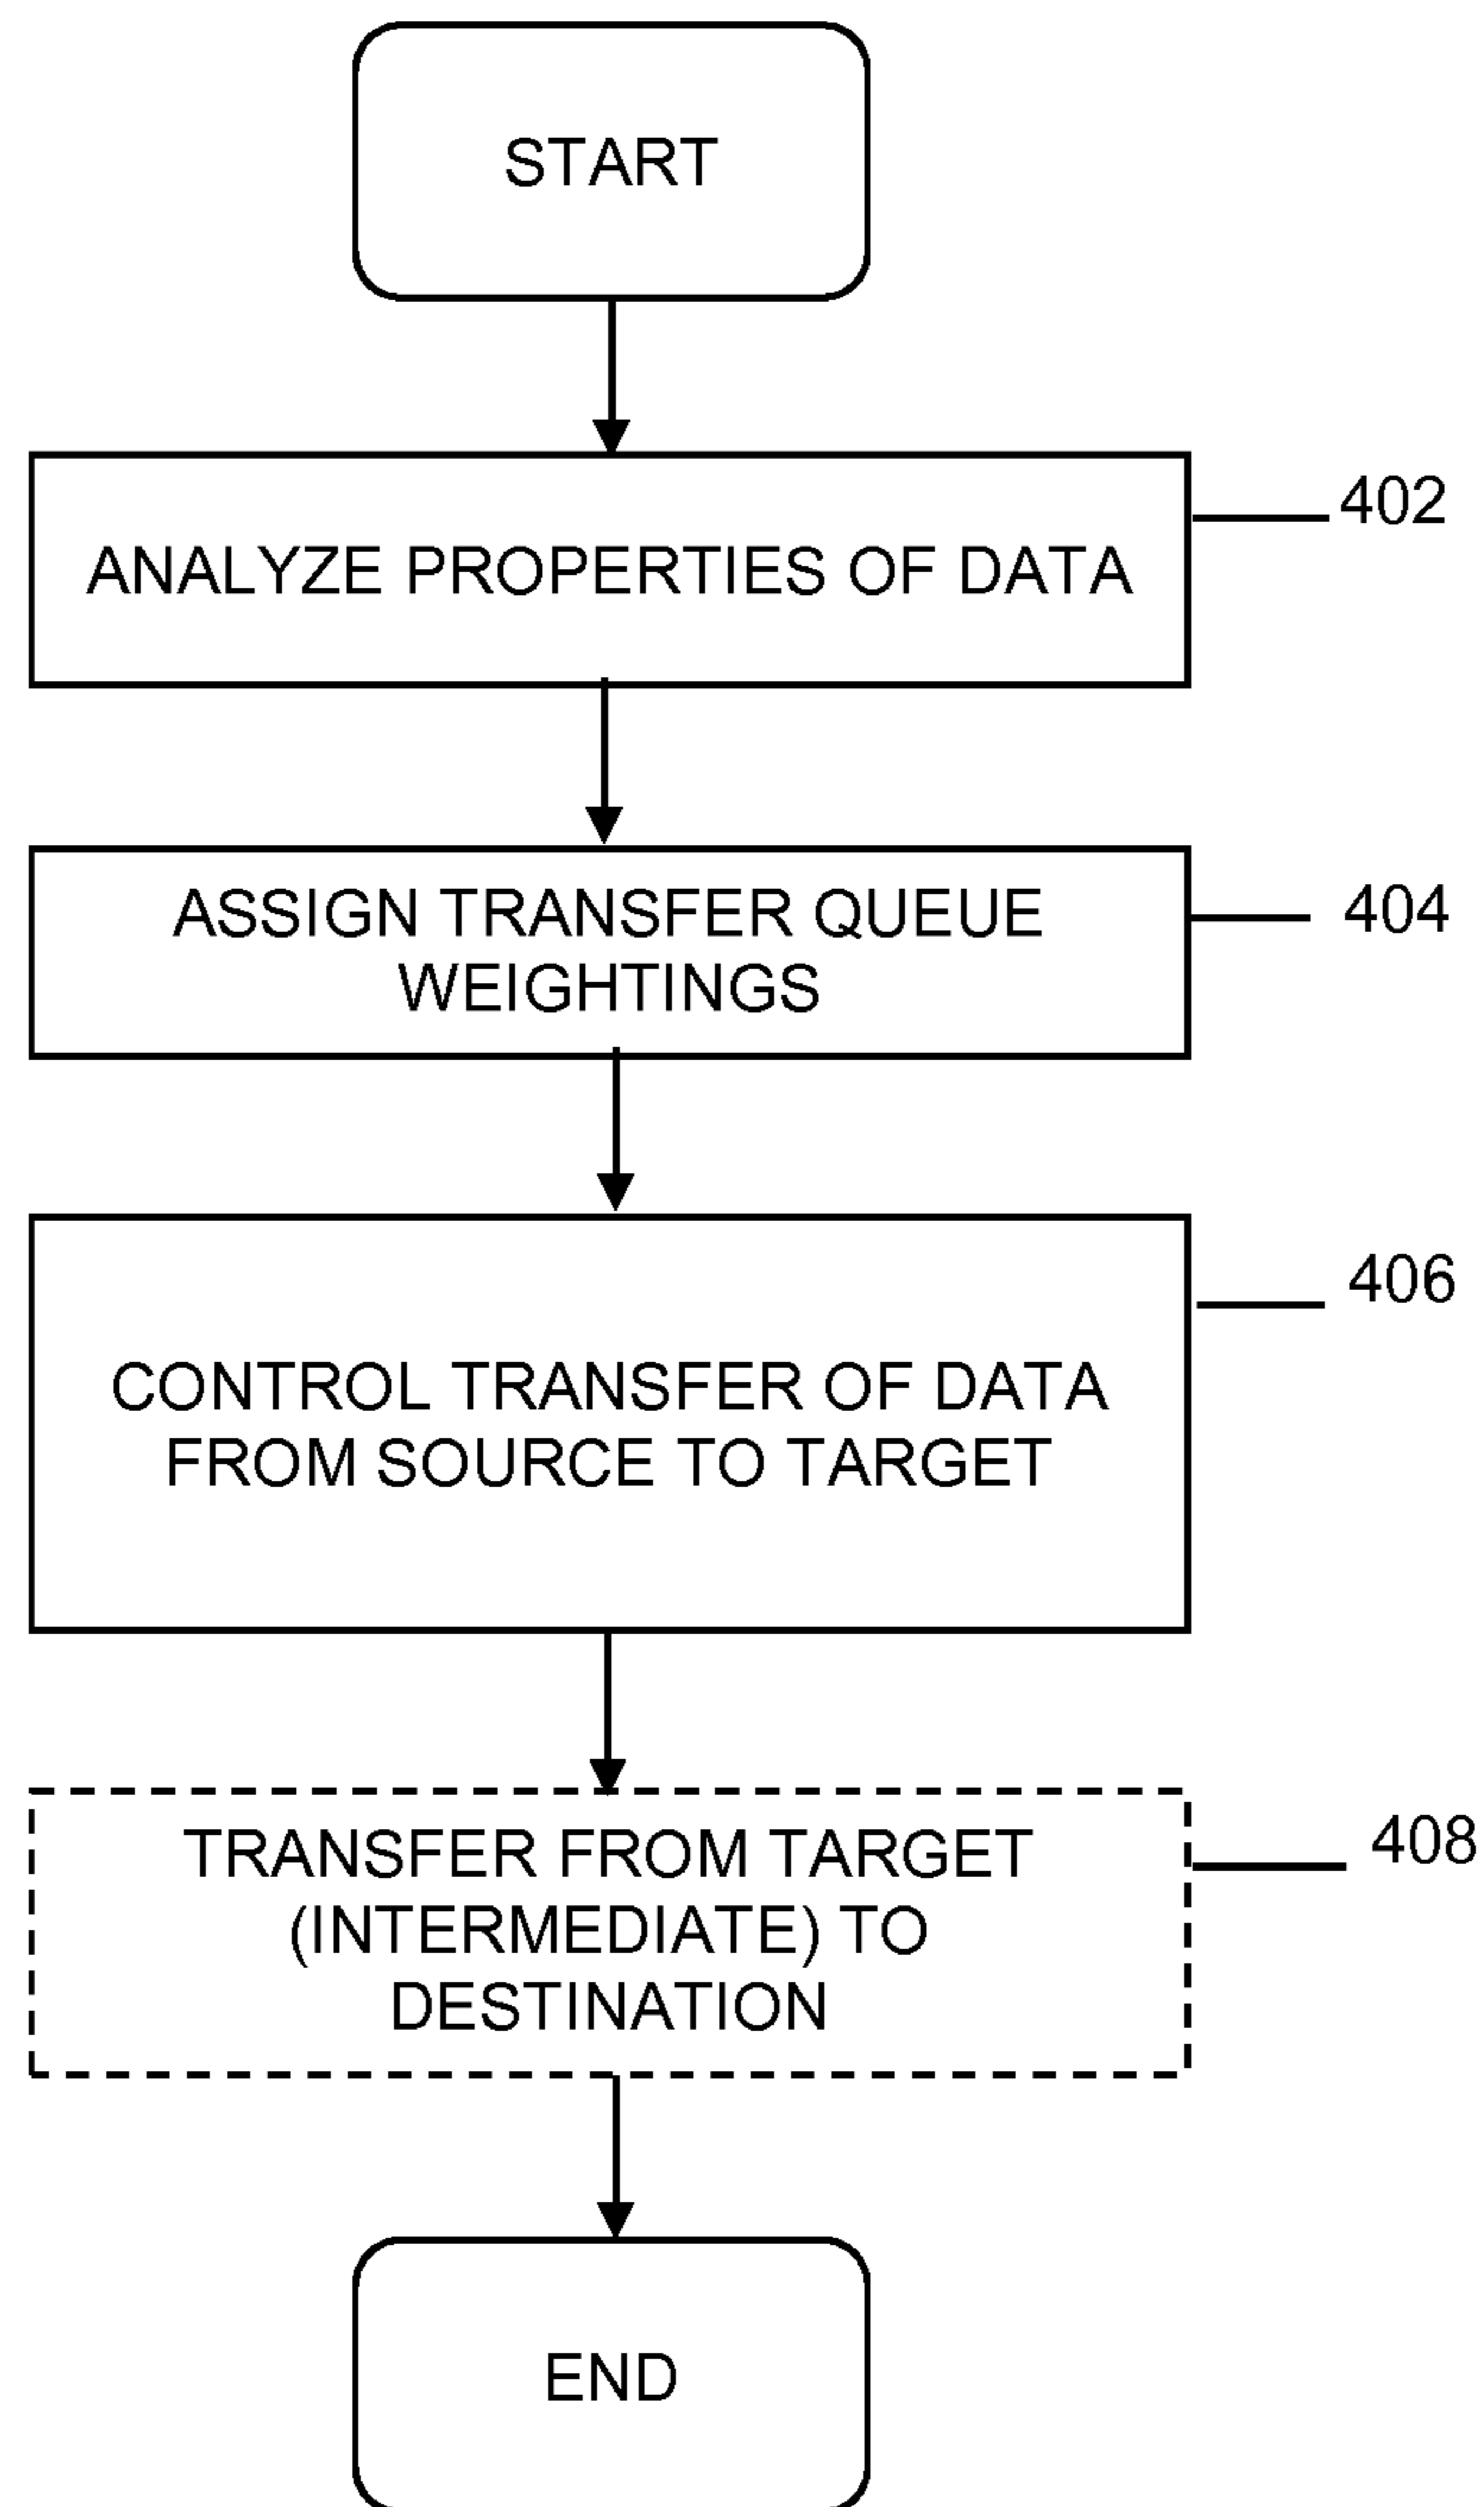 START
402
ANALYZE PROPERTIES OF DATA
404
ASSIGN TRANSFER QUEUE
WEIGHTINGS
406
CONTROL TRANSFER OF DATA
FROM SOURCE TO TARGET
408
TRANSFER FROM TARGET
(INTERMEDIATE) TO
DESTINATION
END